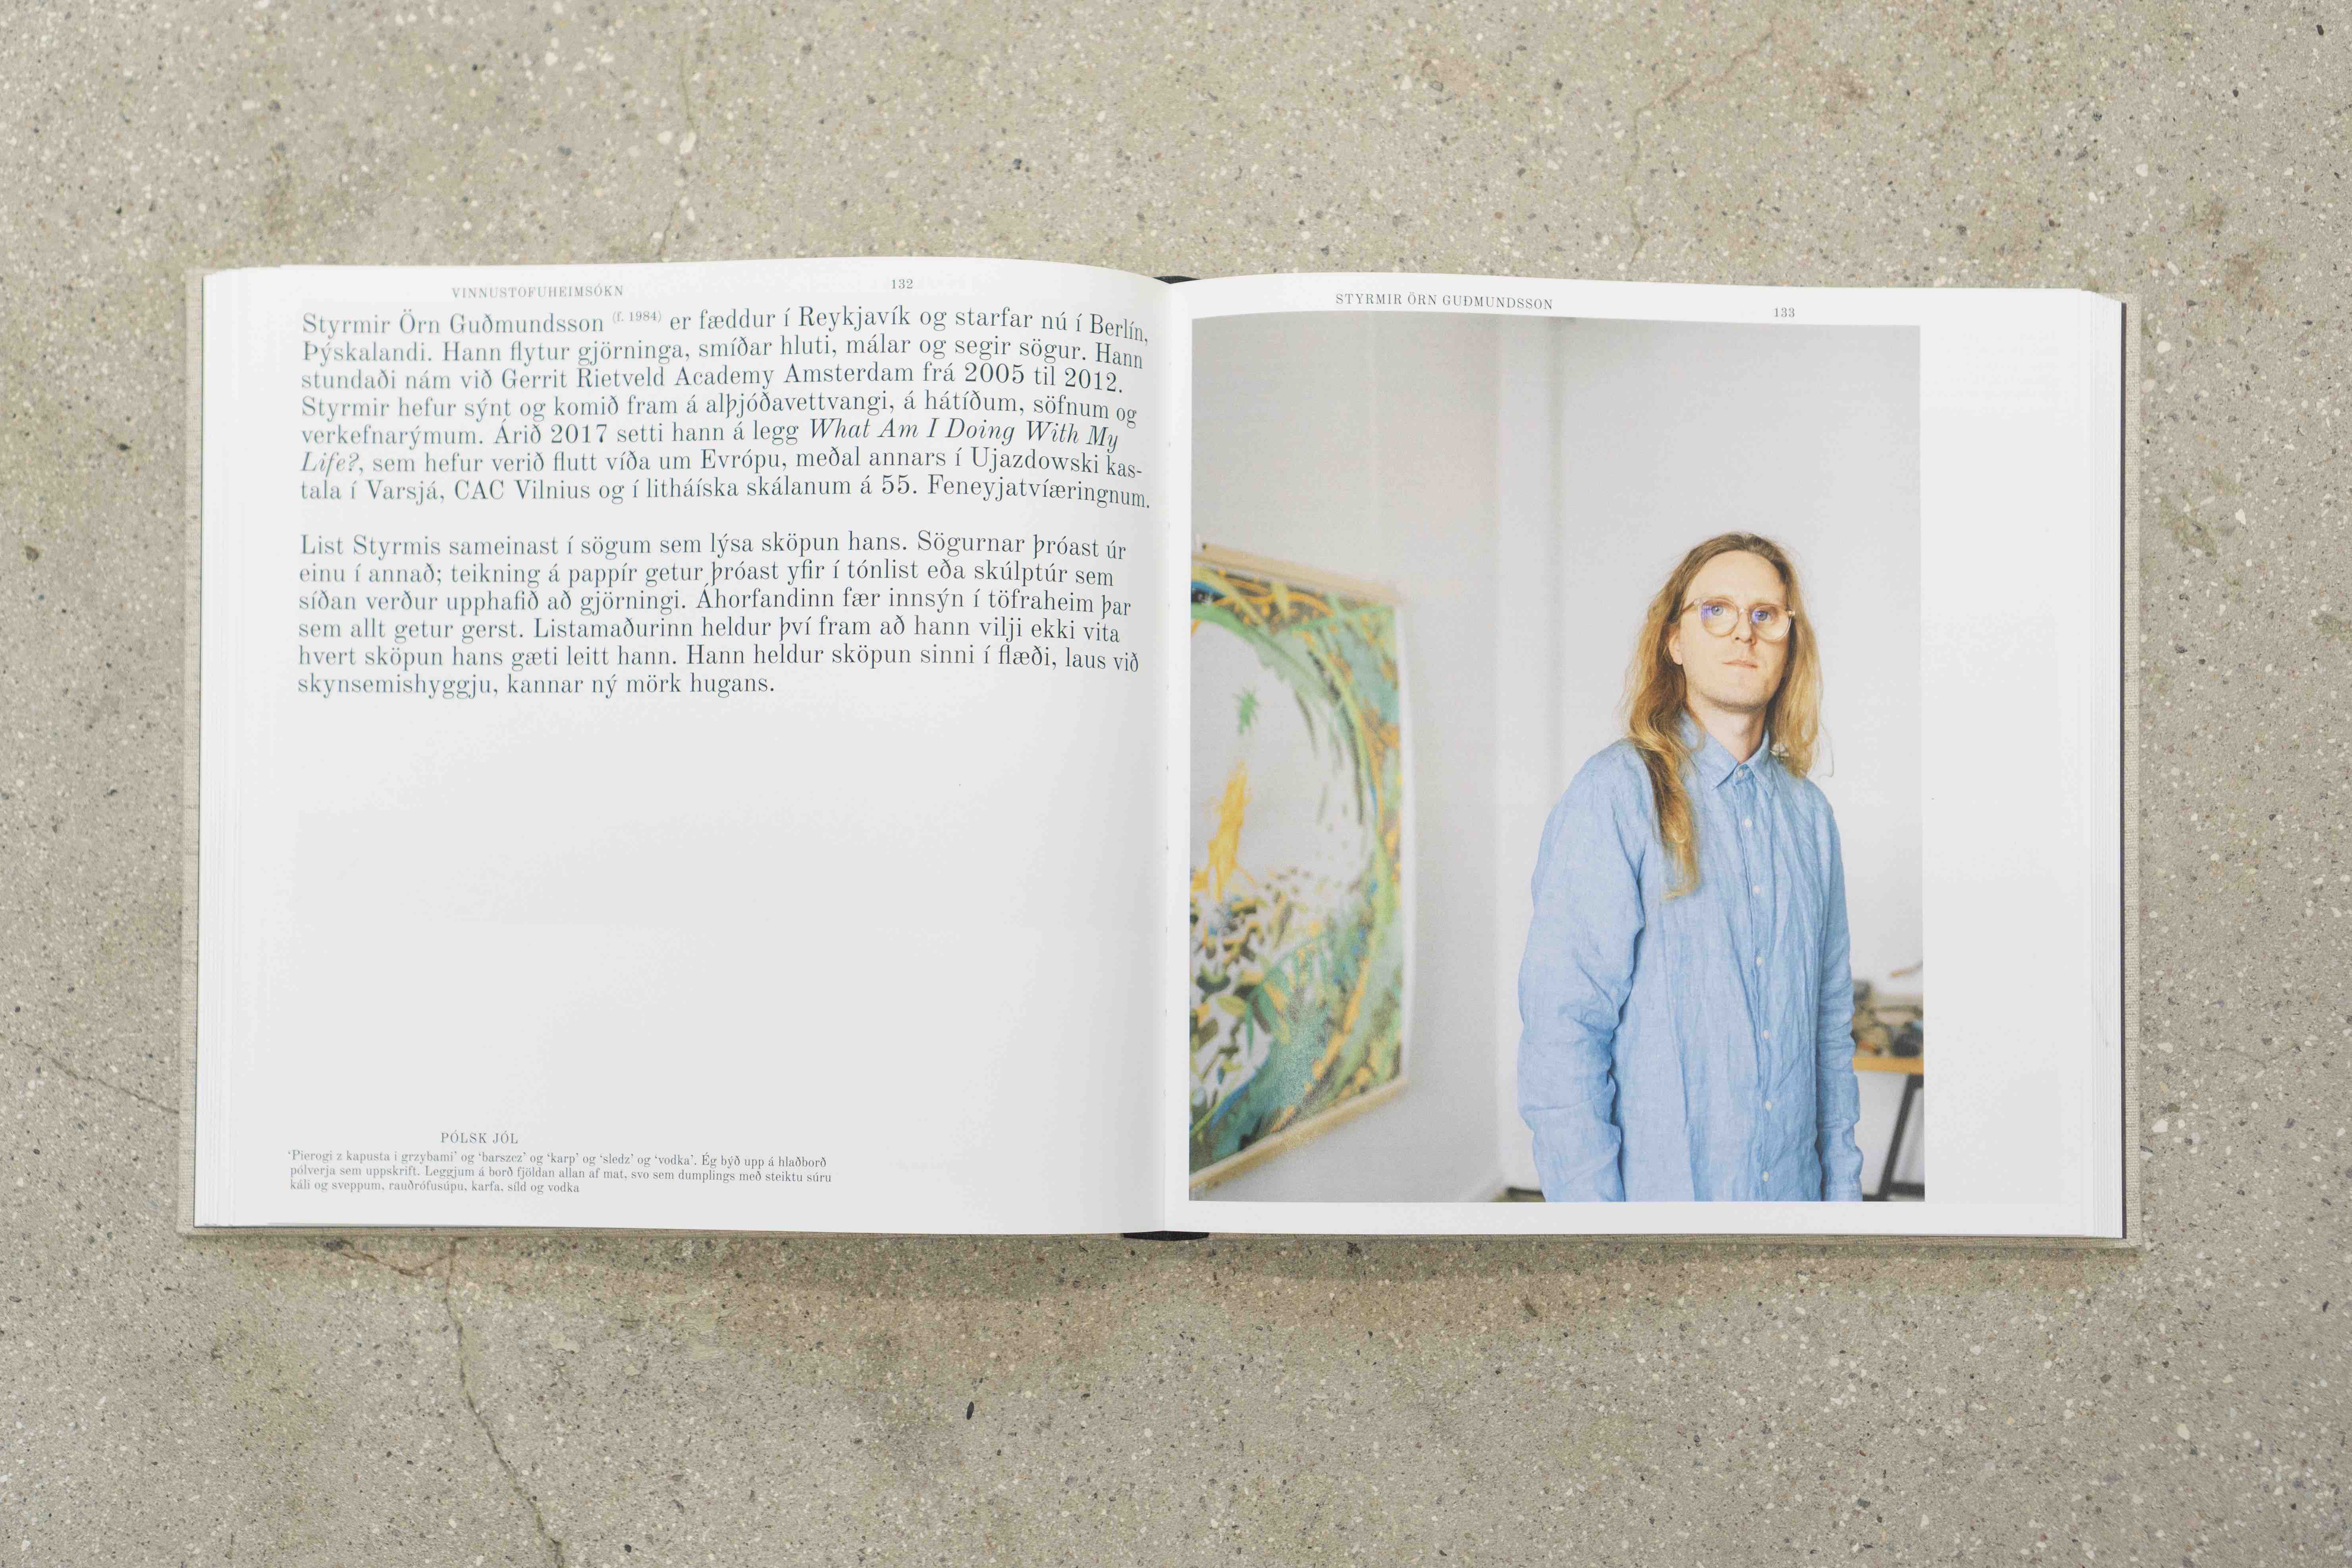 VINNUSTOFUHEIMSÓKN
132
Styrmir Örn Guðmundsson (f. 1984) er fæddur í Reykjavík og starfar nú í Berlín,
Þýskalandi. Hann flytur gjörninga, smíðar hluti, málar og segir sögur. Hann
stundaði nám við Gerrit Rietveld Academy Amsterdam frá 2005 til 2012.
Styrmir hefur sýnt og komið fram á alþjóðavettvangi, á hátíðum, söfnum og
verkefnarýmum. Árið 2017 setti hann á legg What Am I Doing With My
Life?, sem hefur verið flutt víða um Evrópu, meðal annars í Ujazdowski kas-
tala í Varsjá, CAC Vilnius og í litháíska skálanum á 55. Feneyjatvíæringnum.
List Styrmis sameinast í sögum sem lýsa sköpun hans. Sögurnar þróast úr
einu í annað; teikning á pappír getur þróast yfir í tónlist eða skúlptúr sem
síðan verður upphafið að gjörningi. Áhorfandinn fær innsýn í töfraheim þar
sem allt getur gerst. Listamaðurinn heldur því fram að hann vilji ekki vita
hvert sköpun hans gæti leitt hann. Hann heldur sköpun sinni í flæði, laus við
skynsemishyggju, kannar ný mörk hugans.
PÓLSK JÓL
‘Pierogi z kapusta i grzybami’ og ‘barszcz’ og ‘karp’ og ‘sledz’ og ‘vodka’. Ég býð upp á hlaðborð
pólverja sem uppskrift. Leggjum á borð fjöldan allan af mat, svo sem dumplings með steiktu súru
káli og sveppum, rauðrófusúpu, karfa, síld og vodka
STYRMIR ÖRN GUÐMUNDSSON
133